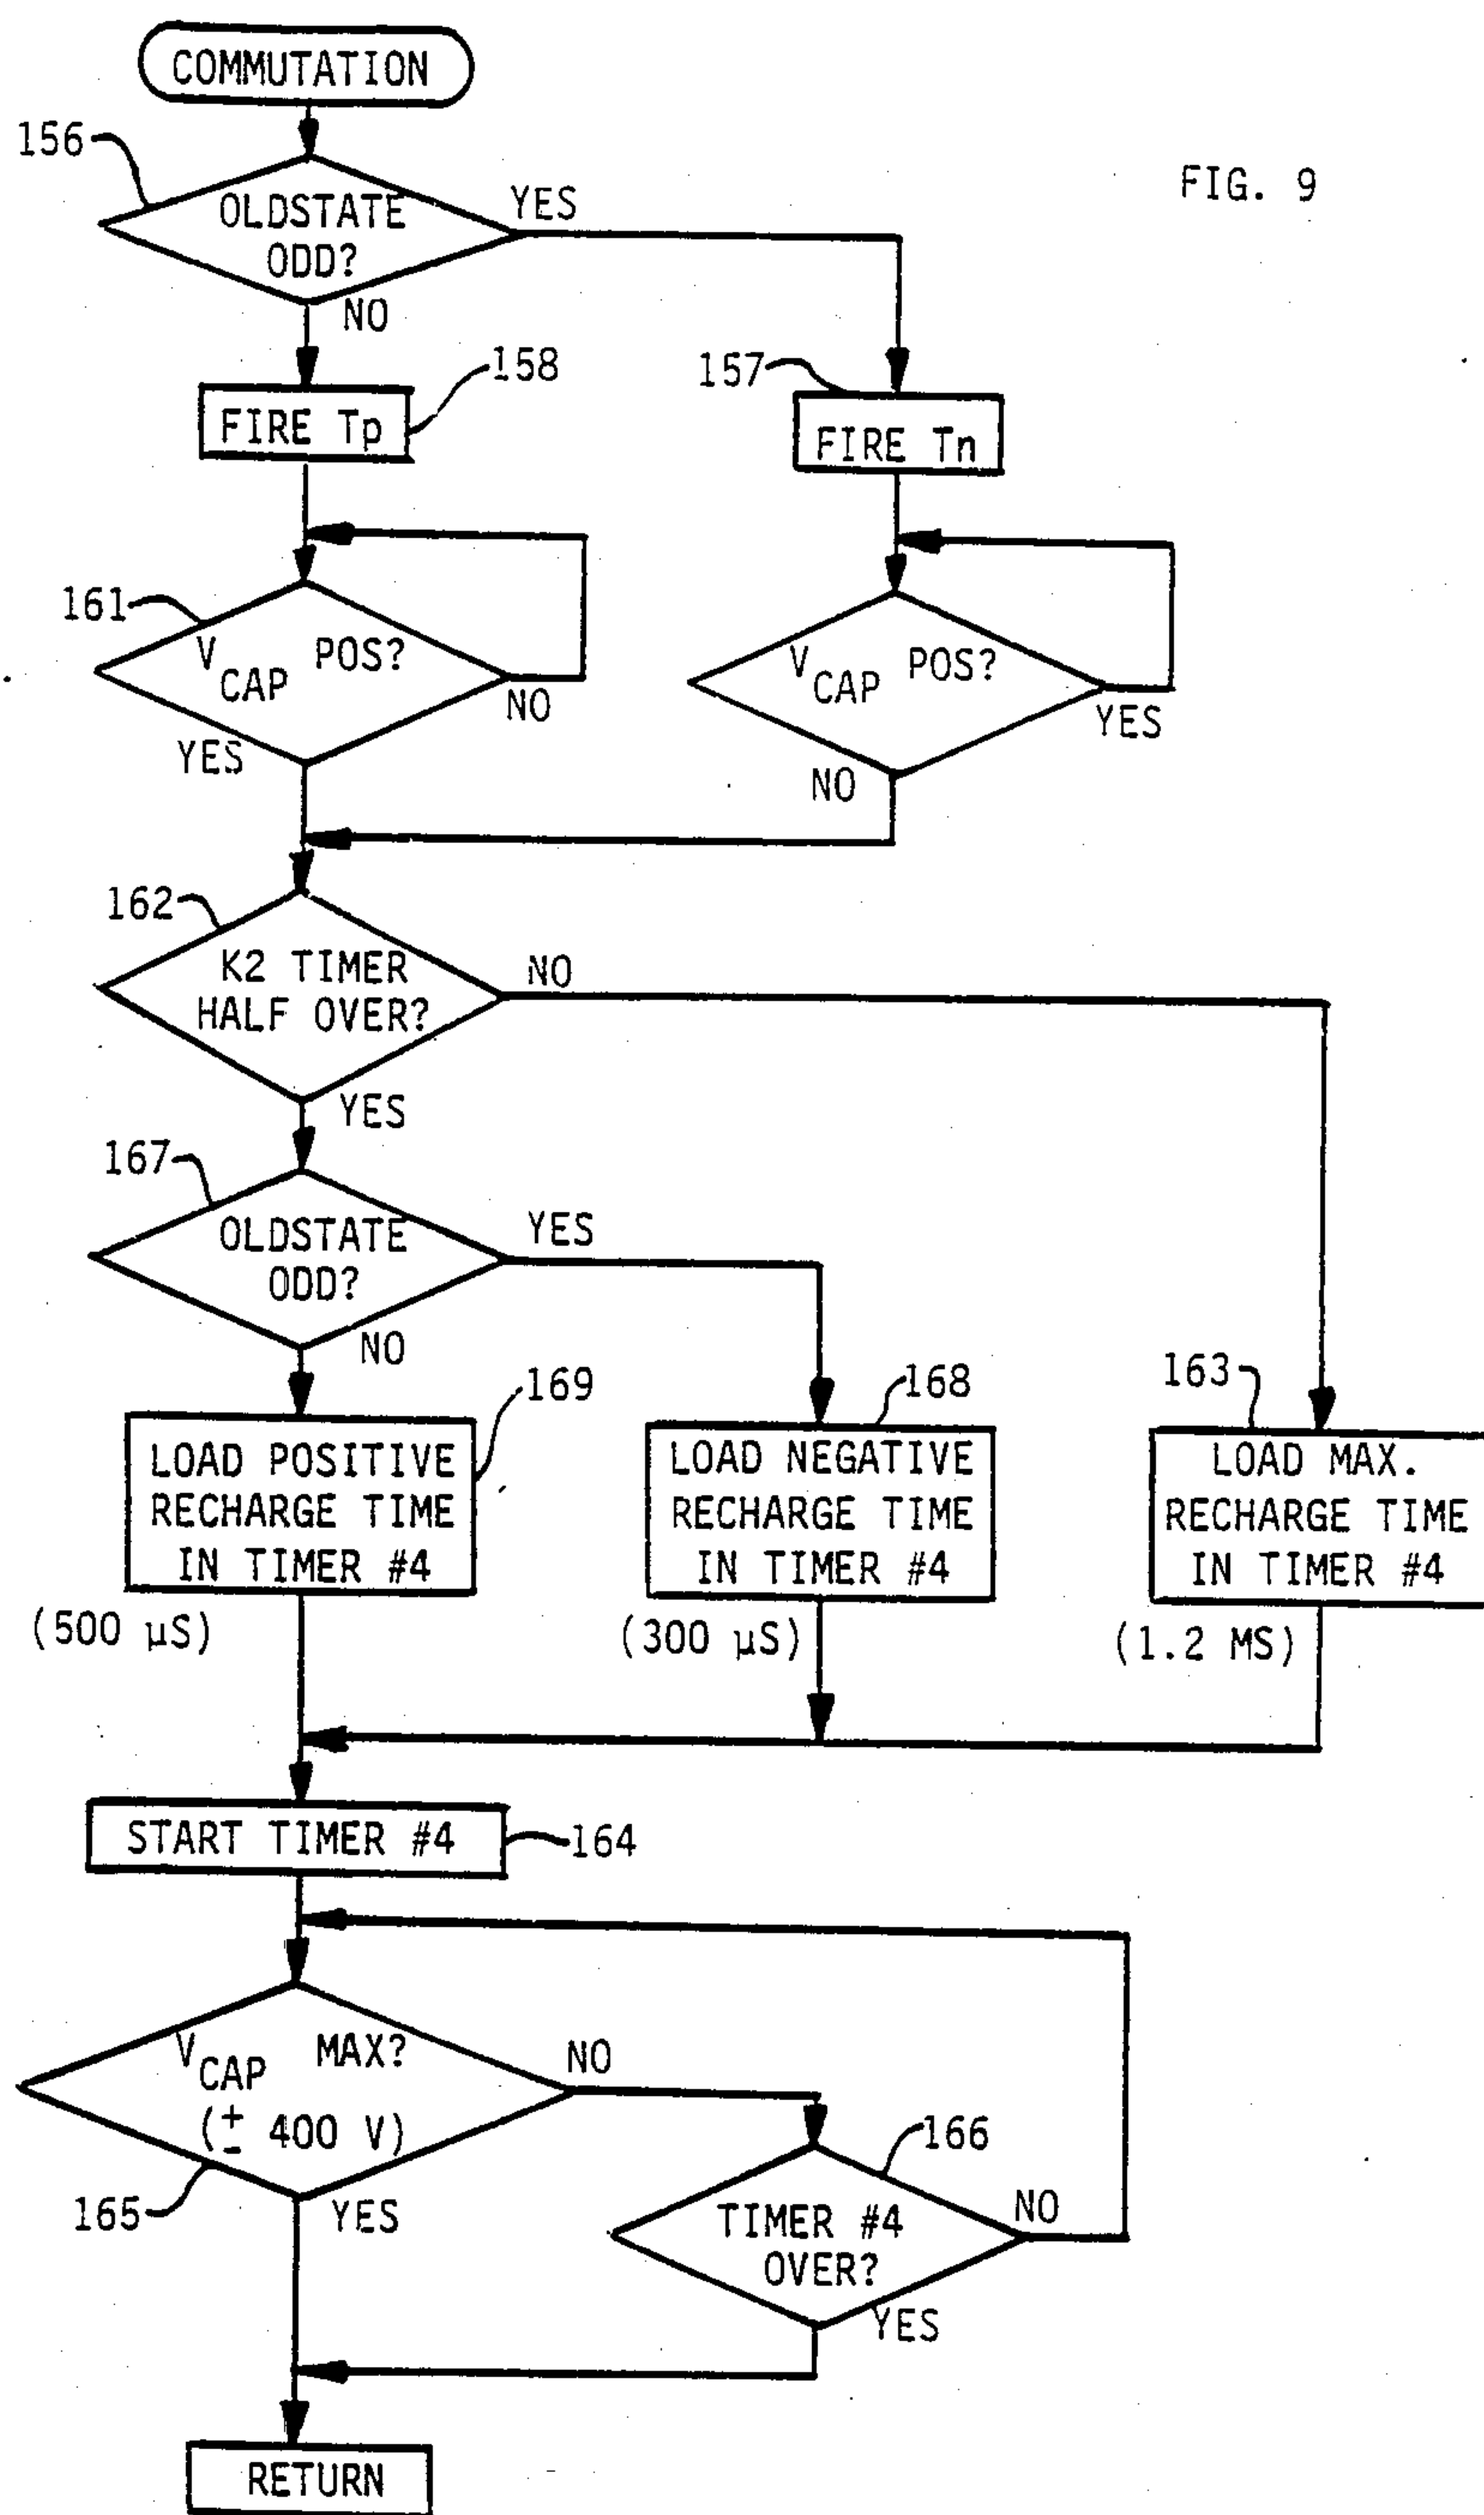 COMMUTATION
156
FIG. 9
OLDSTATE
ODD?
YES
NO
158
157
FIRE Tp
FIRE Tn
161
V CAP POS?
NO
YES
V CAP POS?
YES
NO
162
K2 TIMER
HALF OVER?
NO
YES
167
OLDSTATE
ODD?
YES
NO
169
168
163
LOAD POSITIVE
RECHARGE TIME
IN TIMER #4
LOAD NEGATIVE
RECHARGE TIME
IN TIMER #4
LOAD MAX.
RECHARGE TIME
IN TIMER #4
(500 µS)
(300 µS)
(1.2 MS)
START TIMER #4
164
V CAP MAX?
(± 400 V)
NO
165
YES
166
TIMER #4
OVER?
NO
YES
RETURN